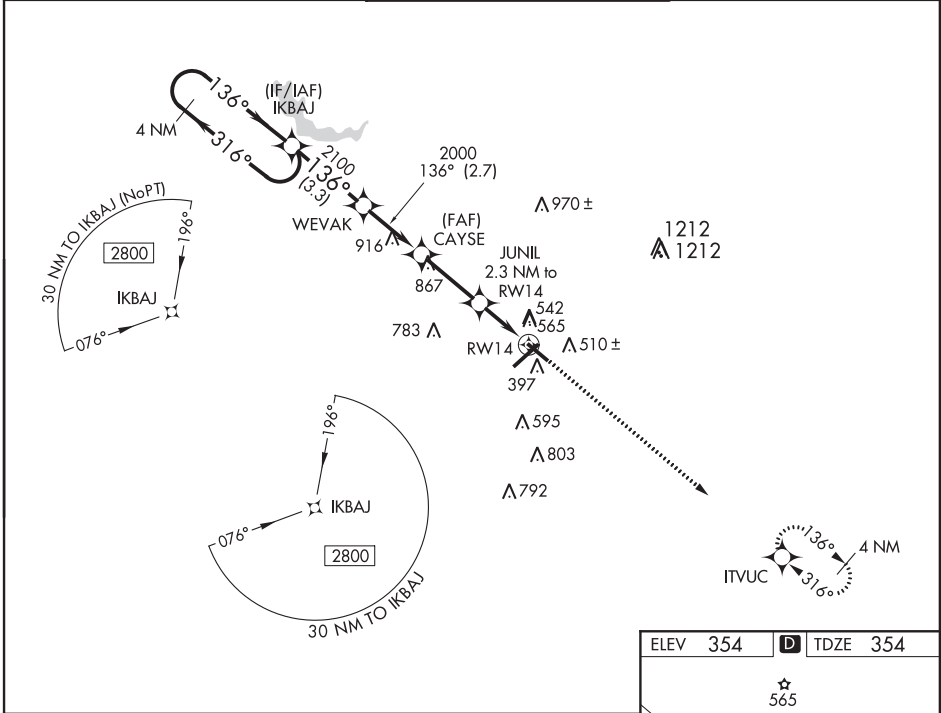 136°
(IF/IAF)
IKBAJ
4 NM
316°
2100
136°
(3.3)
2000
136° (2.7)
970 ±
WEVAK
(FAF)
CAYSE
916
867
1212
1212
JUNIL
2.3 NM to
RW14
542
565
783
RW14
510 ±
397
595
803
792
30 NM TO IKBAJ (NoPT)
196°
2800
IKBAJ
076°
196°
076°
IKBAJ
2800
30 NM TO IKBAJ
136°
4 NM
ITVUC
316°
ELEV 354 D TDZE 354
565